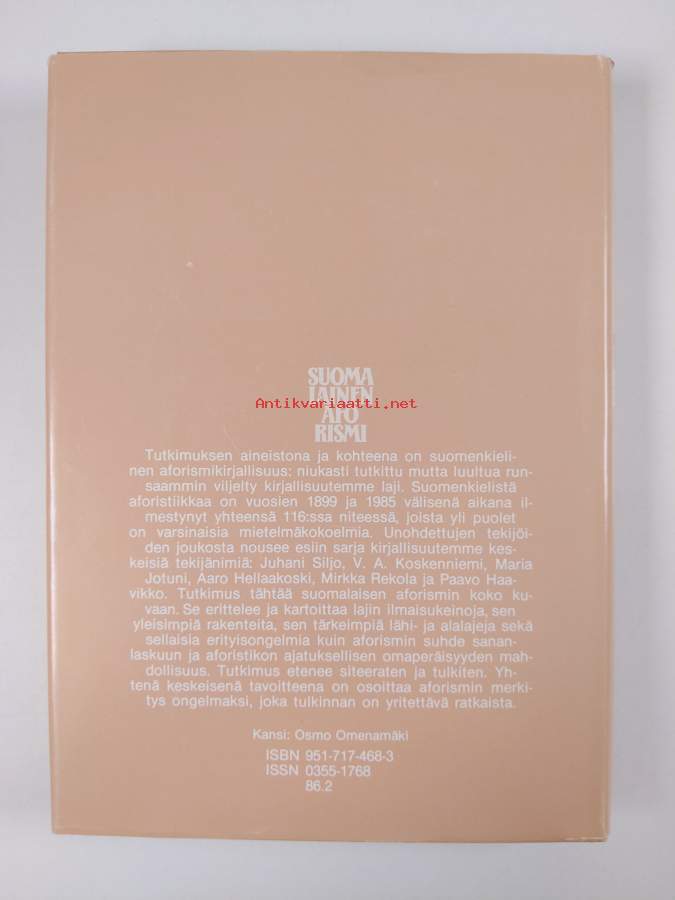 SUOMA
LAINEN
AFO
RISMI
Antikvariaatti.net
Tutkimuksen aineistona ja kohteena on suomenkieli-
nen aforismikirjallisuus: niukasti tutkittu mutta luultua run-
saammin viljelty kirjallisuutemme laji. Suomenkielistä
aforistiikkaa on vuosien 1899 ja 1985 välisenä aikana il-
mestynyt yhteensä 116:ssa niteessä, joista yli puolet
on varsinaisia mietelmäkokoelmia. Unohdettujen tekijöi-
den joukosta nousee esiin sarja kirjallisuutemme kes-
keisiä tekijänimiä: Juhani Siljo, V. A. Koskenniemi, Maria
Jotuni, Aaro Hellaakoski, Mirkka Rekola ja Paavo Haa-
vikko. Tutkimus tähtää suomalaisen aforismin koko ku-
vaan. Se erittelee ja kartoittaa lajin ilmaisukeinoja, sen
yleisimpiä rakenteita, sen tärkeimpiä lähi- ja alalajeja sekä
sellaisia erityisongelmia kuin aforismin suhde sanan-
laskuun ja aforistikon ajatuksellisen omaperäisyyden mah-
dollisuus. Tutkimus etenee siteeraten ja tulkiten. Yh-
tenä keskeisenä tavoitteena on osoittaa aforismin merki-
tys ongelmaksi, joka tulkinnan on yritettävä ratkaista.
Kansi: Osmo Omenamäki
ISBN 951-717-468-3
ISSN 0355-1768
86.2